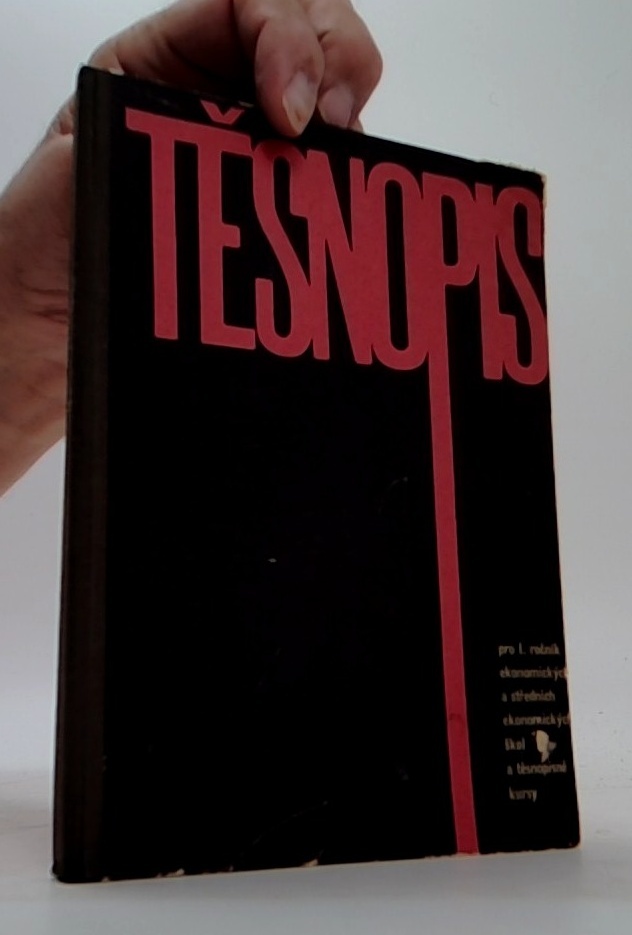 TĚSNOPIS
pro I. ročník
ekonomických
a středních
ekonomických
škol
a těsnopisné
kursy